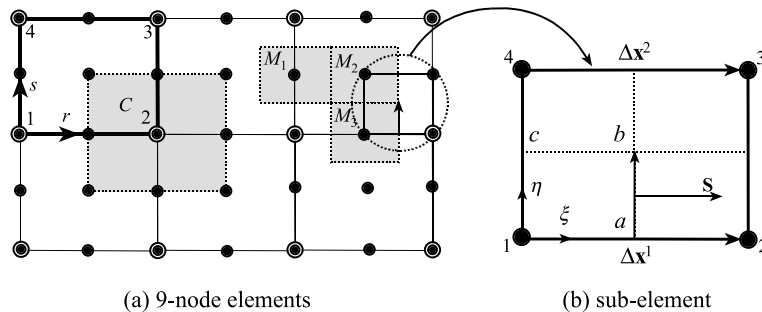 4 3 M₁ M₂ 4 Δx² 3
s C M₃ c b
1 r 2 η S
ξ a
1 Δx¹ 2
(a) 9-node elements (b) sub-element